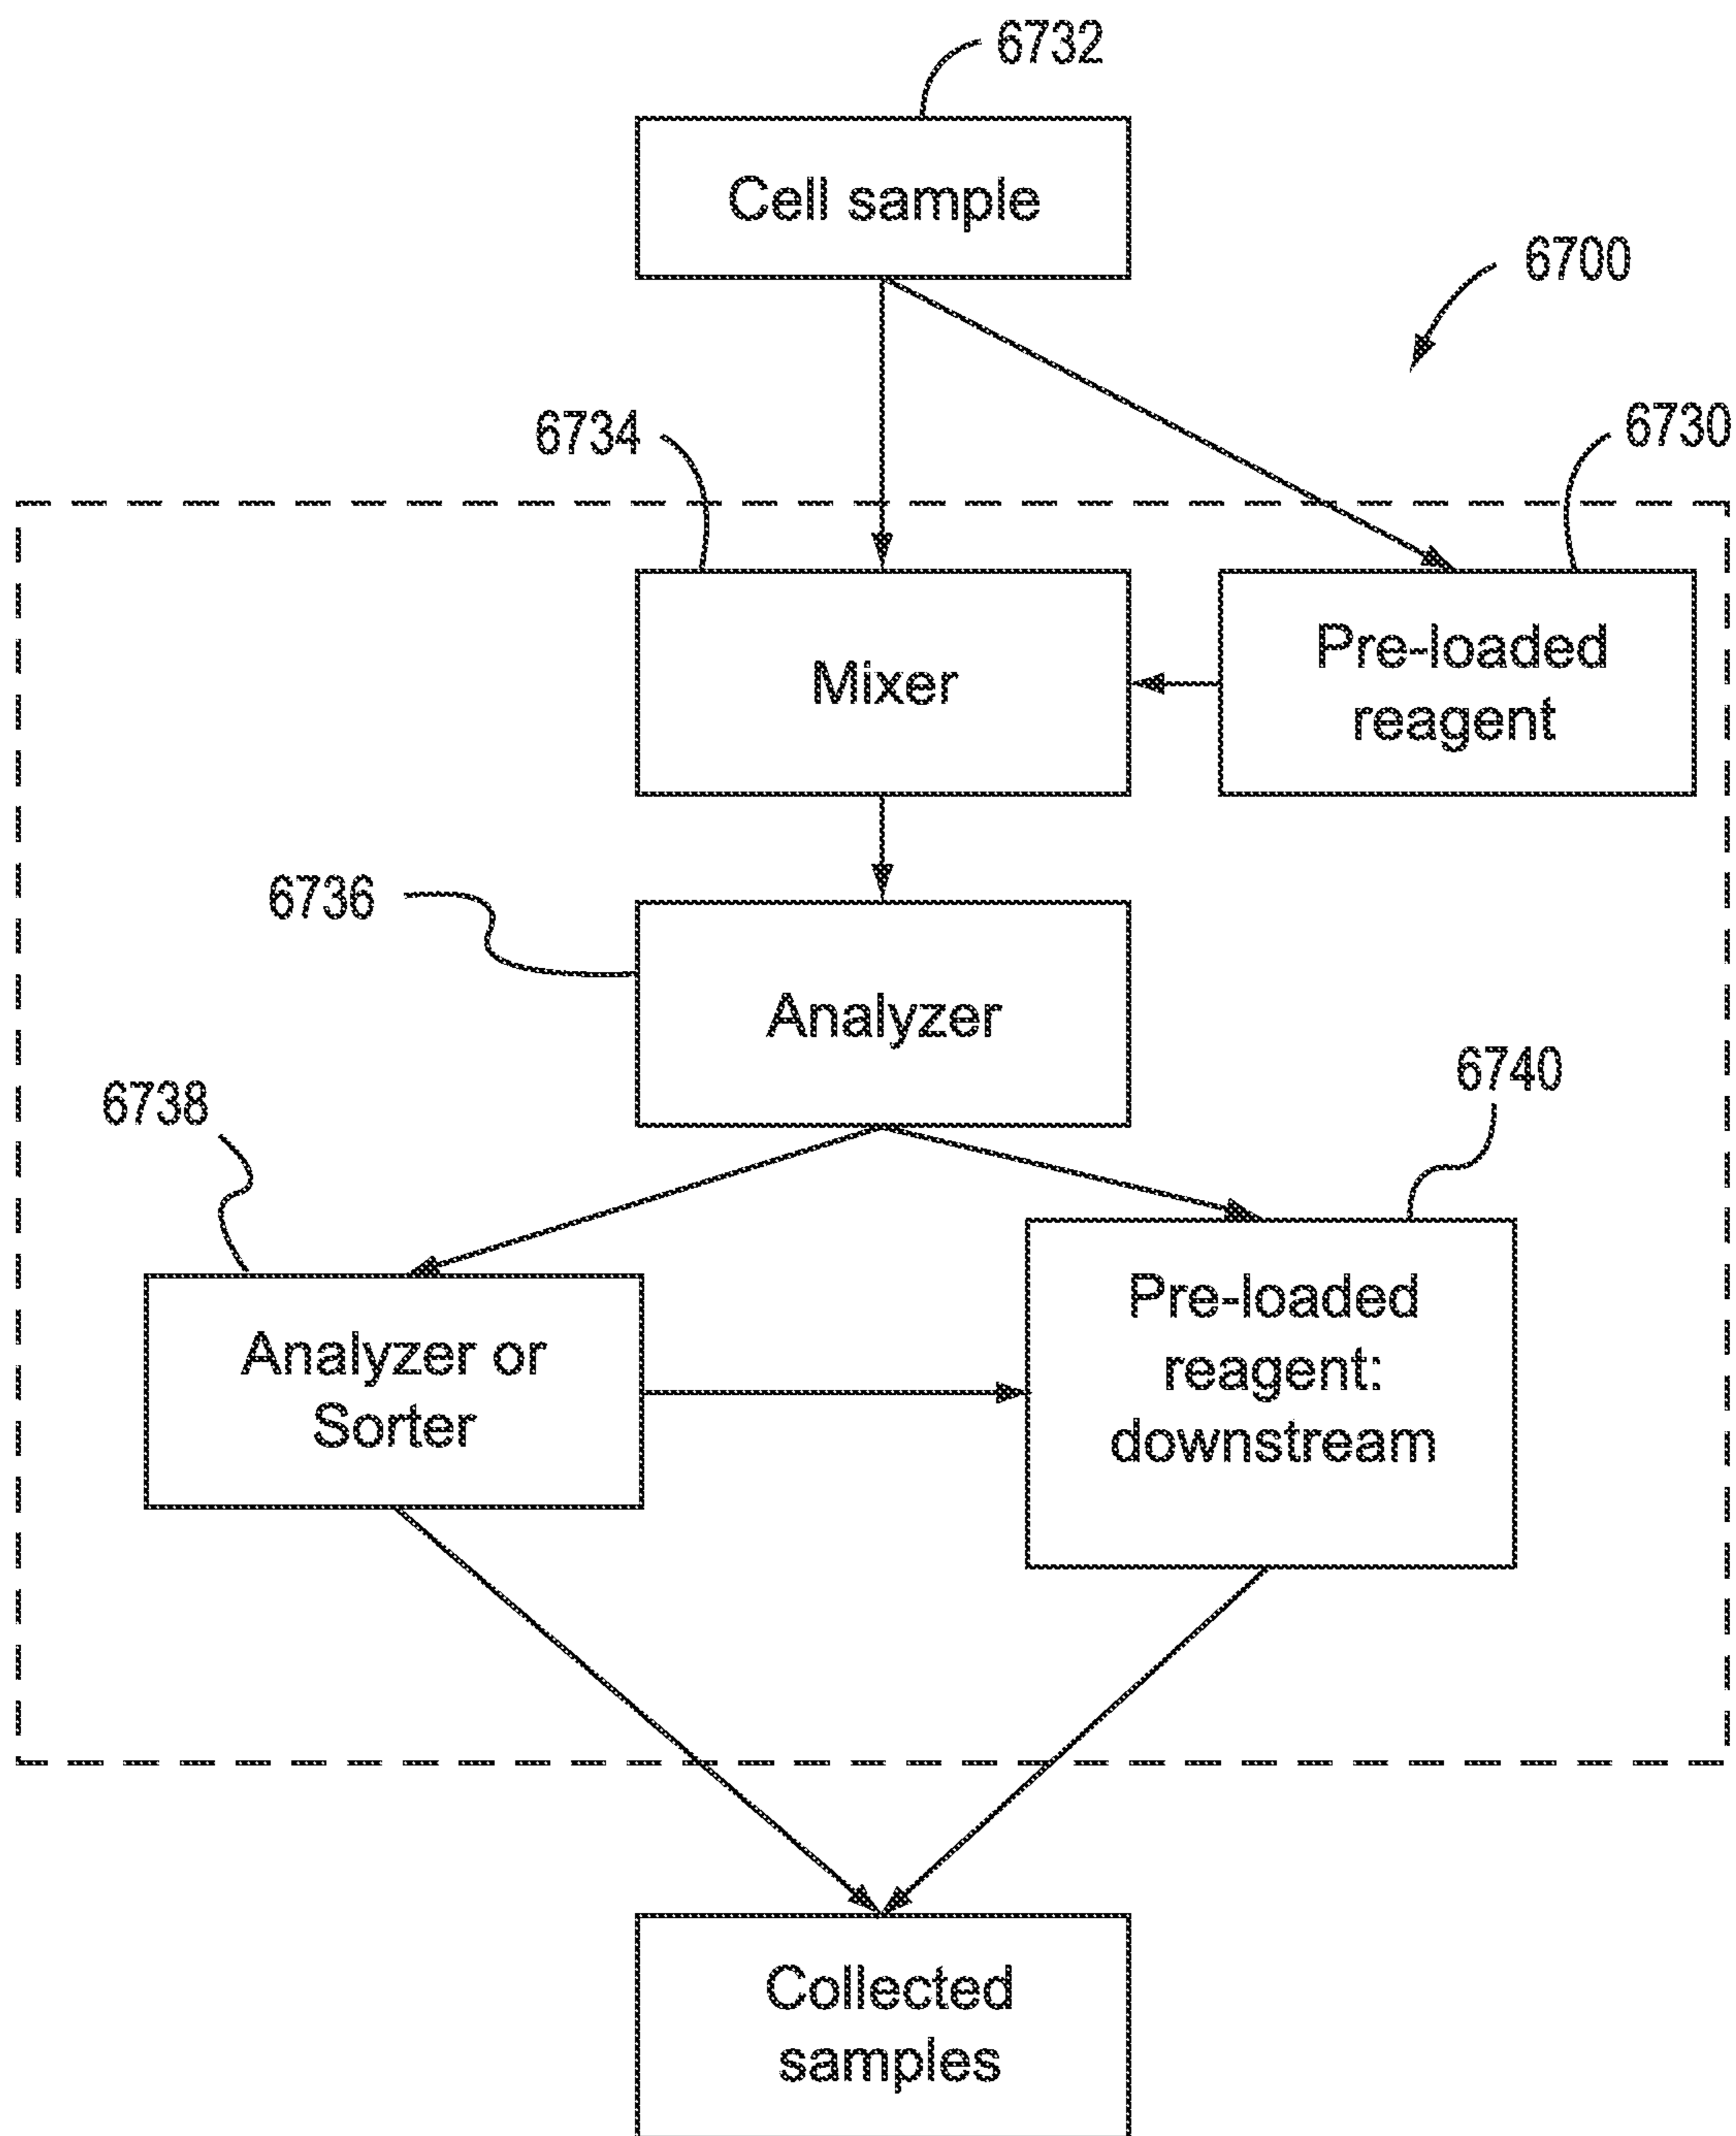 6732
Cell sample
6700
6734
6730
Mixer
Pre-loaded
reagent
6736
Analyzer
6738
6740
Analyzer or
Sorter
Pre-loaded
reagent:
downstream
Collected
samples